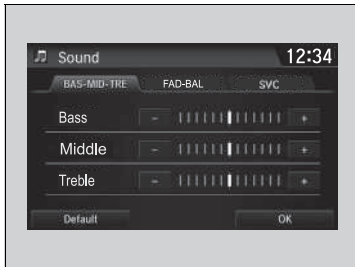 Sound 12:34
BAS-MID-TRE FAD-BAL SVC
Bass - +
Middle - +
Treble - +
Default OK